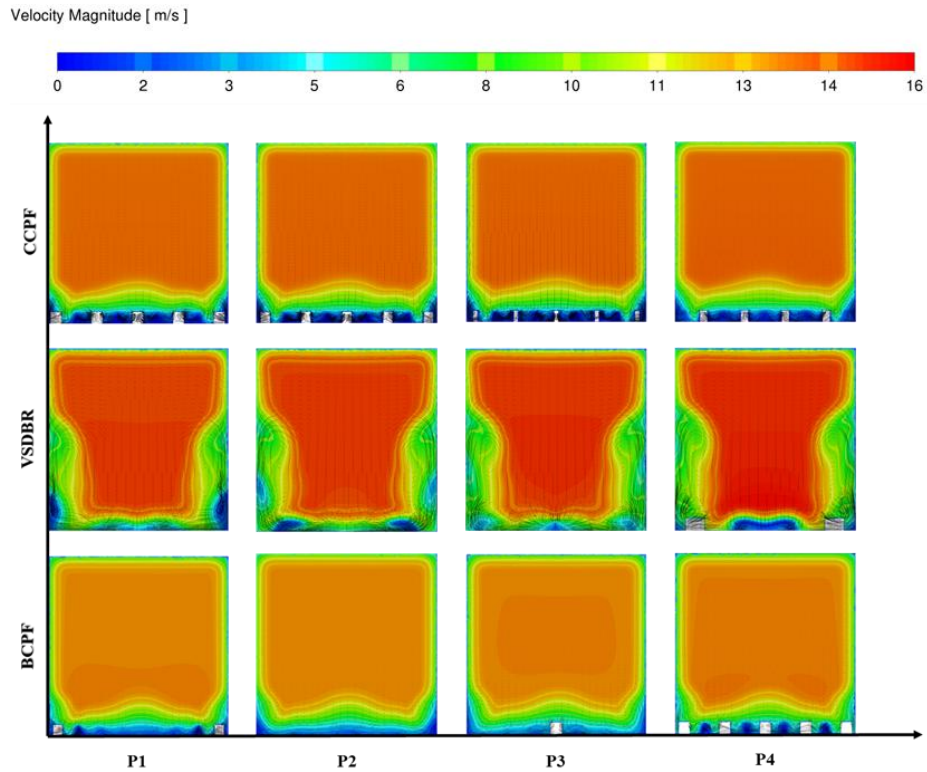 Velocity Magnitude [ m/s ]
0 2 3 5 6 8 10 11 13 14 16
CCPF
VSDBR
BCPF
P1 P2 P3 P4